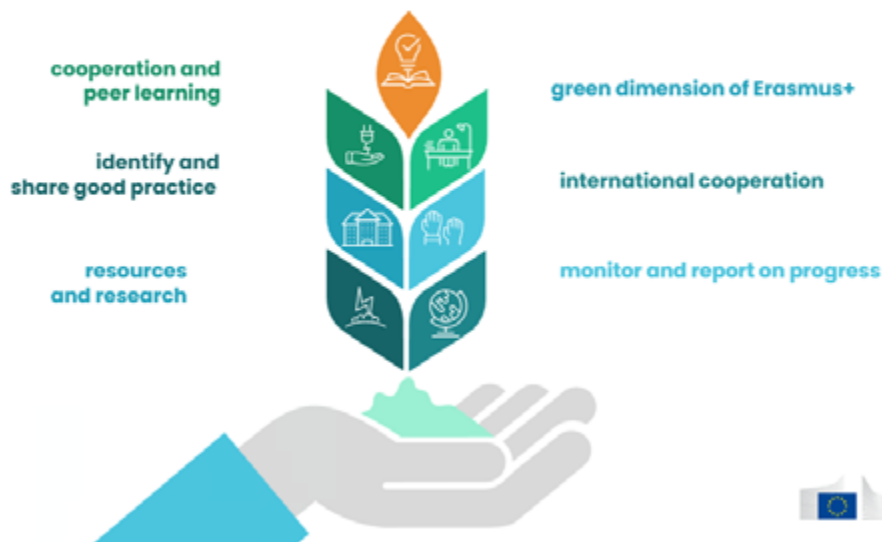 cooperation and
peer learning
identify and
share good practice
resources
and research
green dimension of Erasmus+
international cooperation
monitor and report on progress